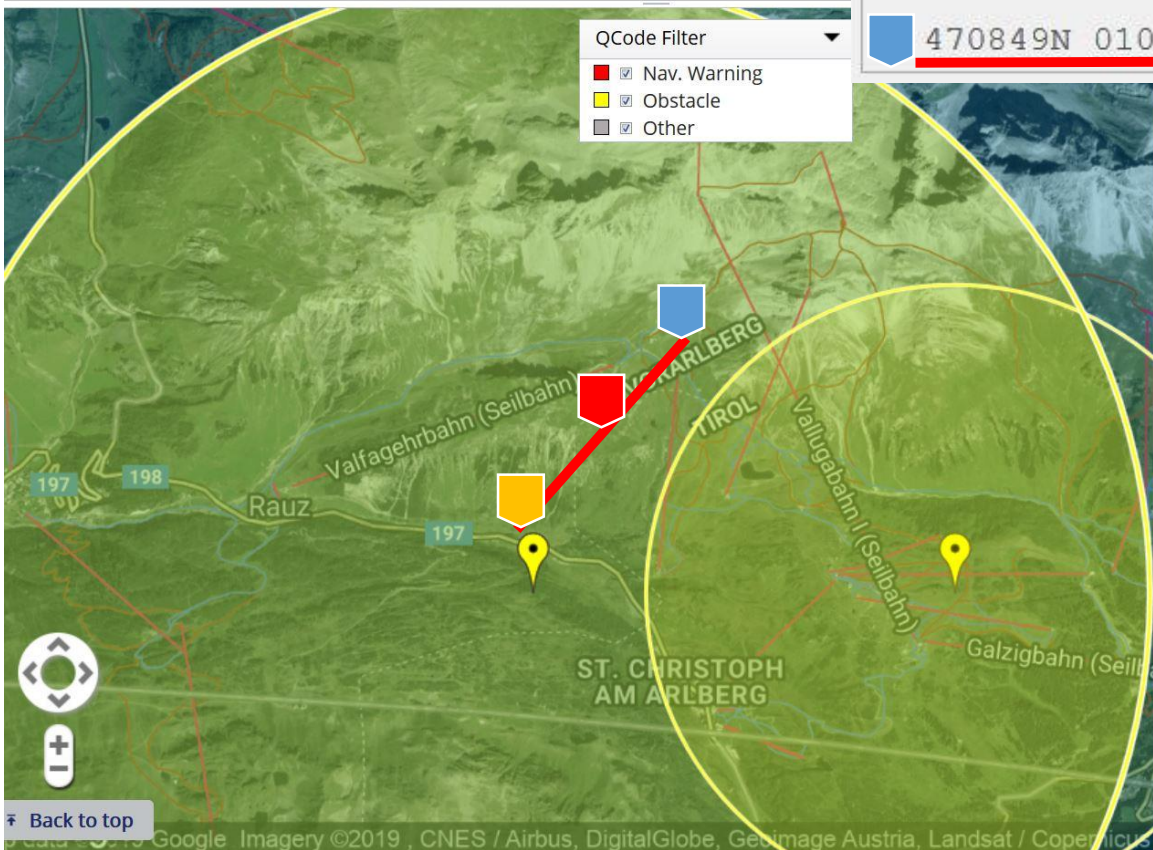 QCode Filter
470849N 010
Nav. Warning
Obstacle
Other
VORARLBERG
TIROL
Valfagehrbahn (Seilbahn)
Vallugabahn I (Seilbahn)
197
198
Rauz
197
Galzigbahn (Seilb
ST. CHRISTOPH
AM ARLBERG
Back to top
Google Imagery ©2019 , CNES / Airbus, DigitalGlobe, Geoimage Austria, Landsat / Copernicus